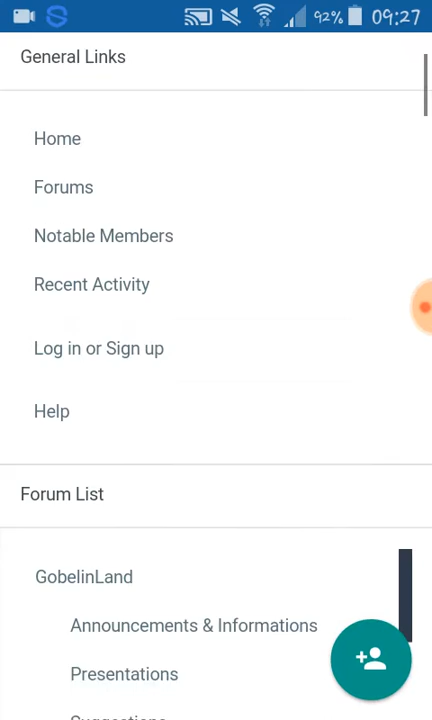 92% 09:27
General Links
Home
Forums
Notable Members
Recent Activity
Log in or Sign up
Help
Forum List
GobelinLand
Announcements & Informations
Presentations
Suggestions